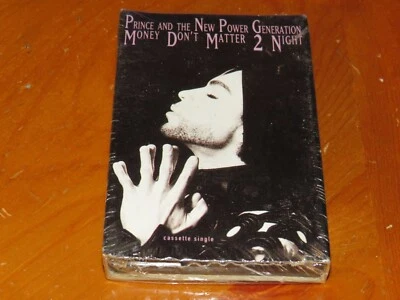 Prince and the New Power Generation
Money Don't Matter 2 Night
cassette single